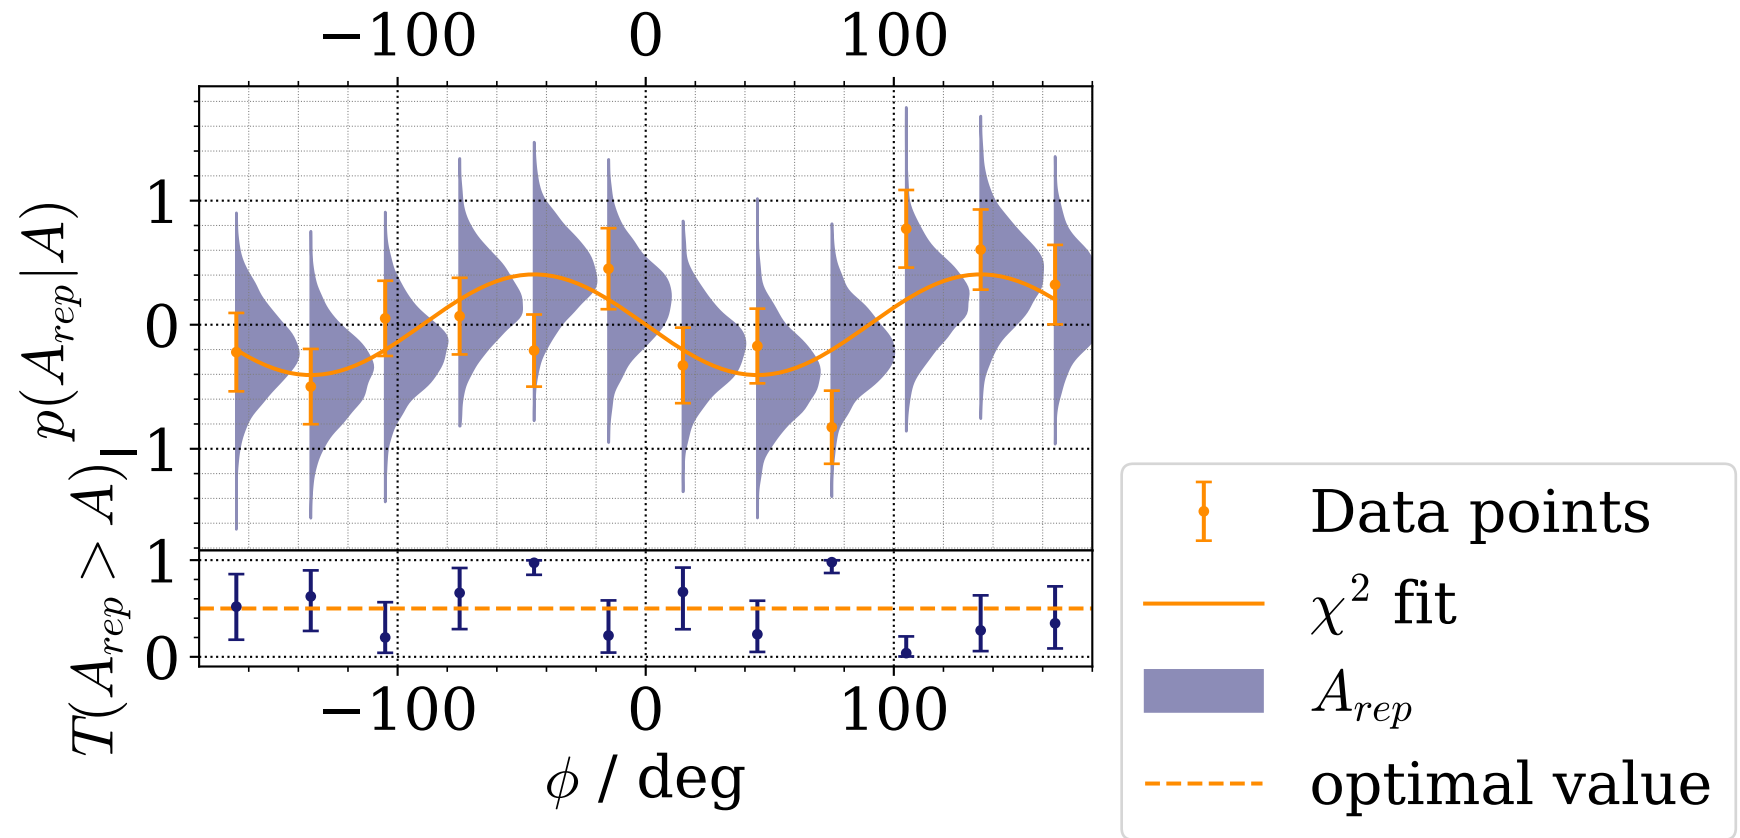 −100 0 100
p(A_rep|A)
1
0
−1
T(A_rep > A)
1
0
−100 0 100
ϕ / deg
Data points
χ² fit
A_rep
optimal value